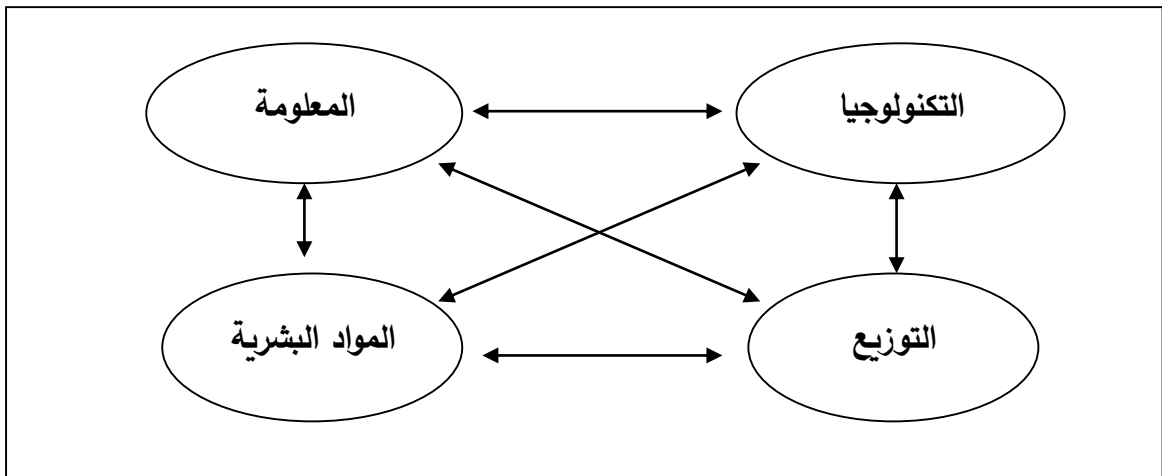 التكنولوجيا
المعلومة
التوزيع
المواد البشرية